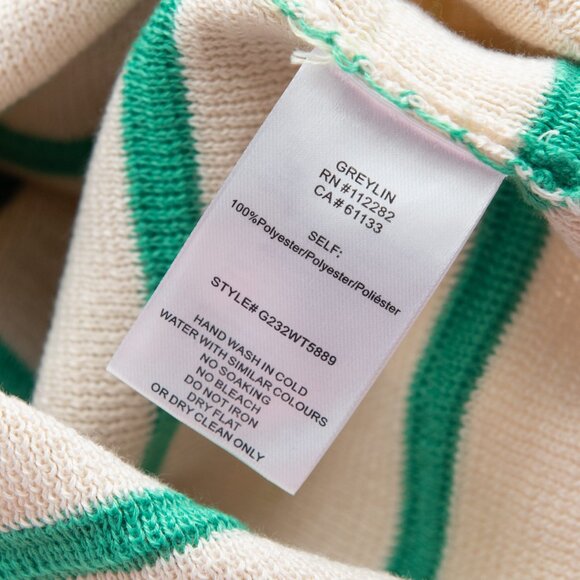 GREYLIN
RN #112282
CA# 61133
SELF:
100%Polyester/Polyester/Poliéster
STYLE# G232WT5889
HAND WASH IN COLD
WATER WITH SIMILAR COLOURS
NO SOAKING
NO BLEACH
DO NOT IRON
DRY FLAT
OR DRY CLEAN ONLY